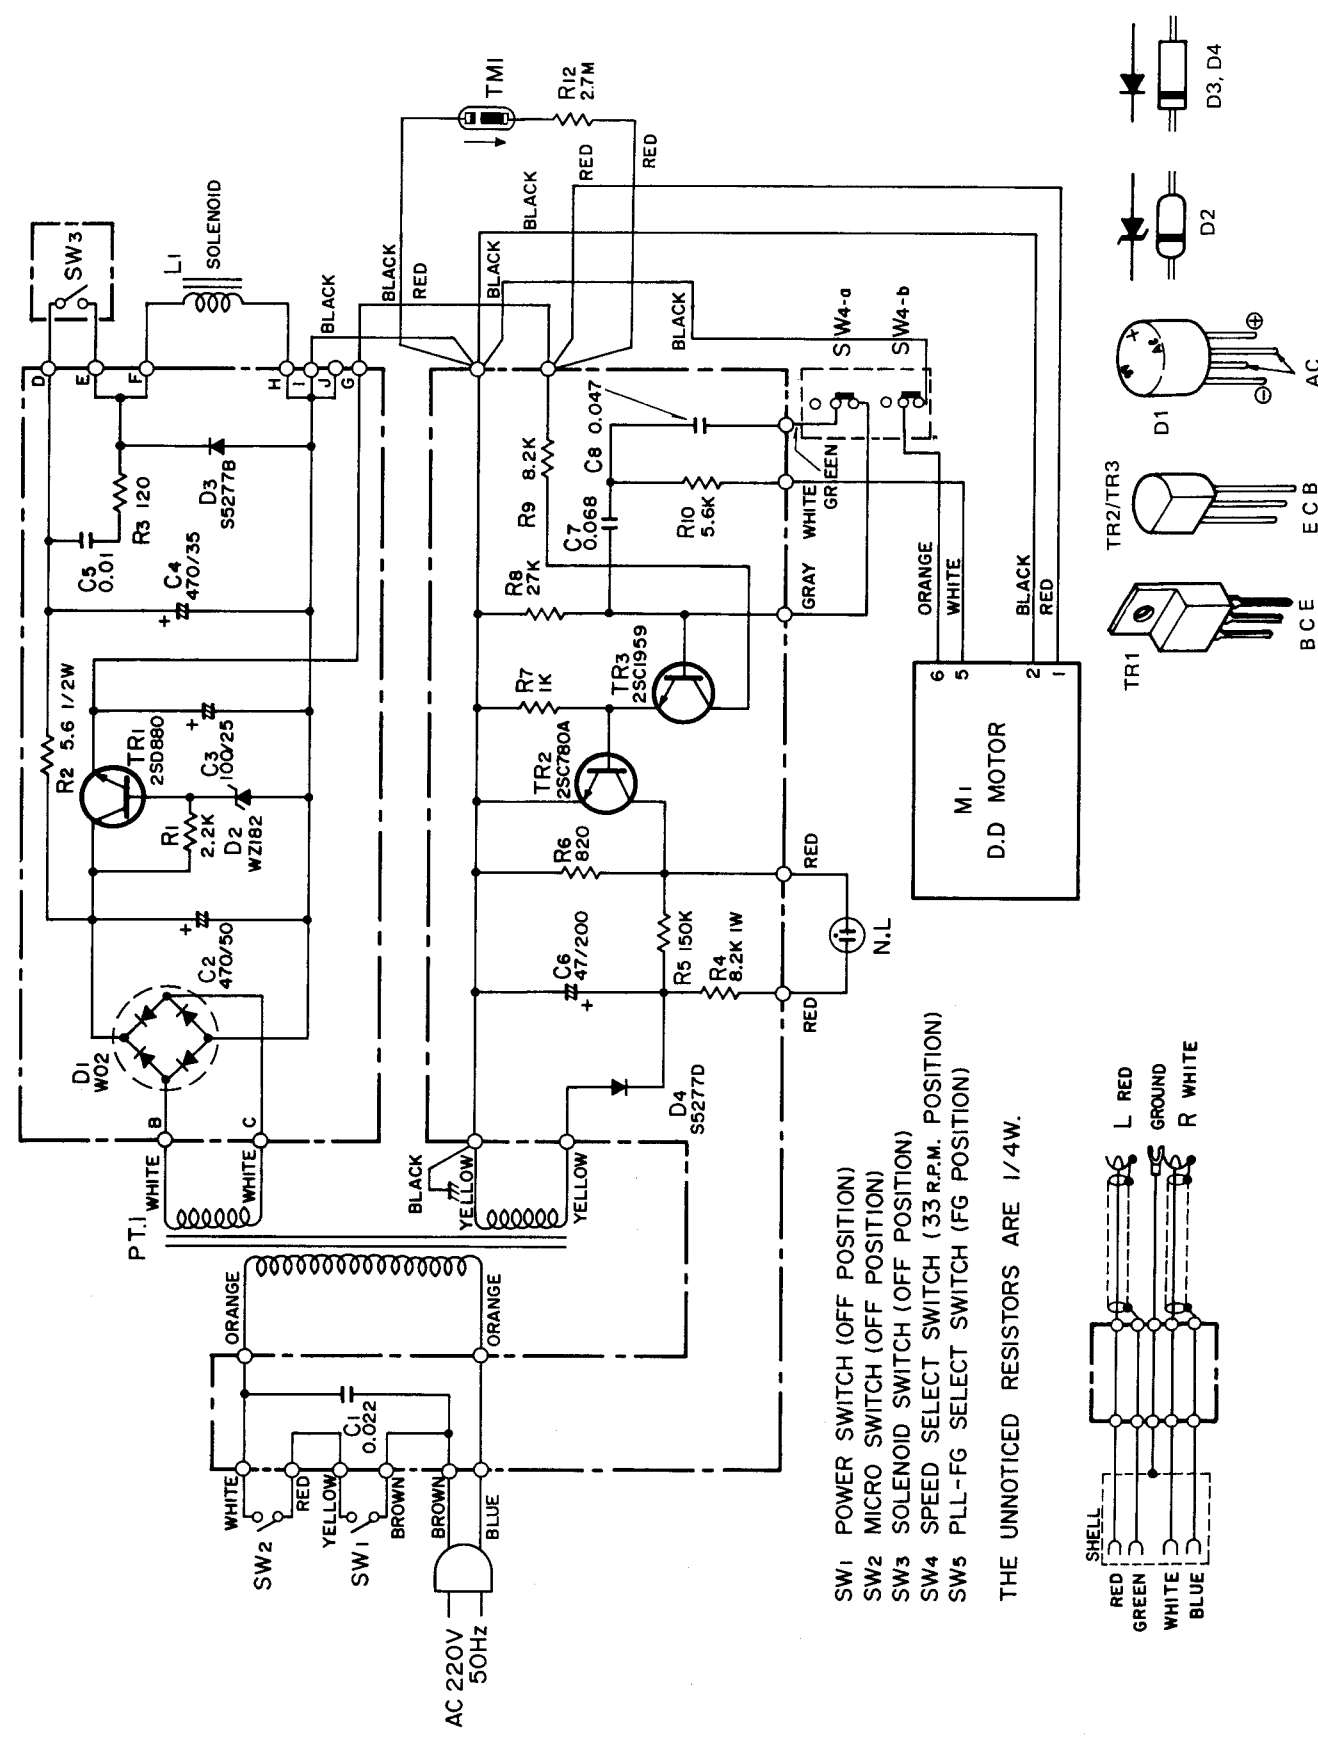 AC 220V
50Hz
SW2
SW1
WHITE
RED
YELLOW
BROWN
BROWN
BLUE
C1
0.022
ORANGE
ORANGE
PT.1
WHITE
WHITE
B
C
BLACK
YELLOW
YELLOW
D1
W02
C2
470/50
R1
2.2K
D2
WZ182
TR1
2SD880
C3
100/25
R2 5.6 1/2W
C4
470/35
C5
0.01
R3 120
D3
S5277B
D
E
F
H
I
J
G
SW3
L1
SOLENOID
BLACK
BLACK
RED
BLACK
BLACK
RED
RED
TM1
R12
2.7M
D4
S5277D
C6
47/200
R5 150K
R4
8.2K 1W
R6
820
TR2
2SC780A
R7
1K
TR3
2SC1959
R8
27K
R9
8.2K
C7
0.068
C8 0.047
R10
5.6K
RED
RED
N.L
GRAY
WHITE
GREEN
BLACK
SW4-a
SW4-b
ORANGE
WHITE
BLACK
RED
6
5
2
1
M1
D.D MOTOR
SW1 POWER SWITCH (OFF POSITION)
SW2 MICRO SWITCH (OFF POSITION)
SW3 SOLENOID SWITCH (OFF POSITION)
SW4 SPEED SELECT SWITCH (33 R.P.M. POSITION)
SW5 PLL-FG SELECT SWITCH (FG POSITION)
THE UNNOTICED RESISTORS ARE 1/4W.
SHELL
RED
GREEN
WHITE
BLUE
L RED
GROUND
R WHITE
TR1
B C E
TR2/TR3
E C B
D1
AC
D2
D3, D4